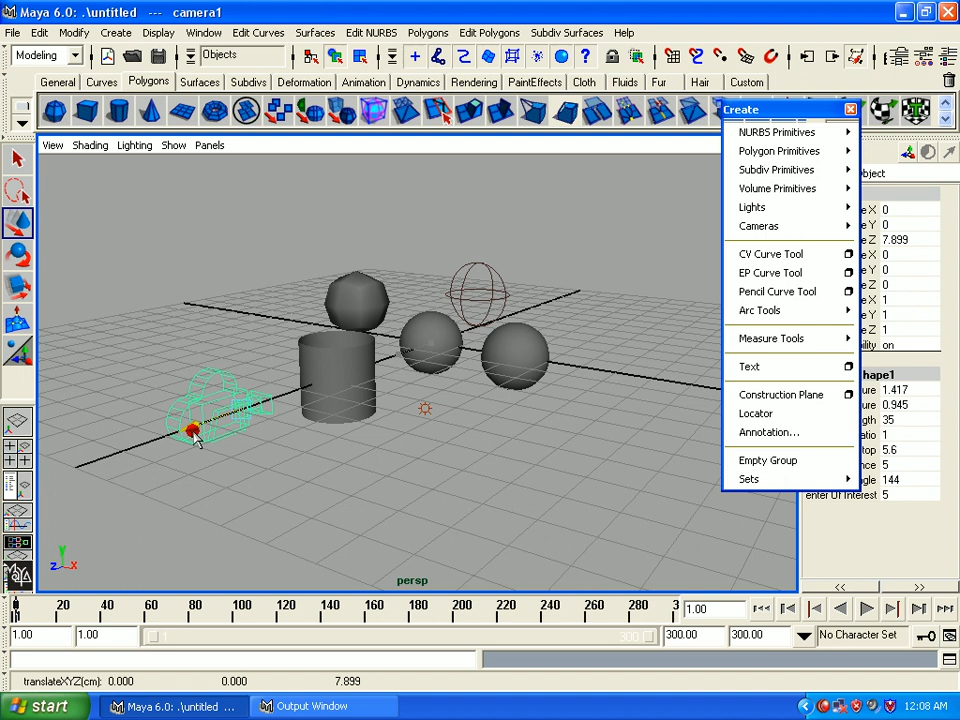 Maya 6.0: .\untitled --- camera1
File Edit Modify Create Display Window Edit Curves Surfaces Edit NURBS Polygons Edit Polygons Subdiv Surfaces Help
Modeling Objects
General Curves Polygons Surfaces Subdivs Deformation Animation Dynamics Rendering PaintEffects Cloth Fluids Fur Hair Custom
Create
View Shading Lighting Show Panels
NURBS Primitives
Polygon Primitives
Subdiv Primitives
Volume Primitives
Lights
Cameras
CV Curve Tool
EP Curve Tool
Pencil Curve Tool
Arc Tools
Measure Tools
Text
Construction Plane
Locator
Annotation...
Empty Group
Sets
bject
e X 0
e Y 0
e Z 7.899
e X 0
e Y 0
e Z 0
e X 1
e Y 1
e Z 1
ility on
hape1
ure 1.417
ure 0.945
gth 35
atio 1
top 5.6
nce 5
ngle 144
enter Of Interest 5
y
z x
persp
<< >>
20 40 60 80 100 120 140 160 180 200 220 240 260 280 3
1.00
1.00 1.00 1 300 300.00 300.00 No Character Set
translateXYZ(cm): 0.000 0.000 7.899
start Maya 6.0: .\untitled ... Output Window 12:08 AM